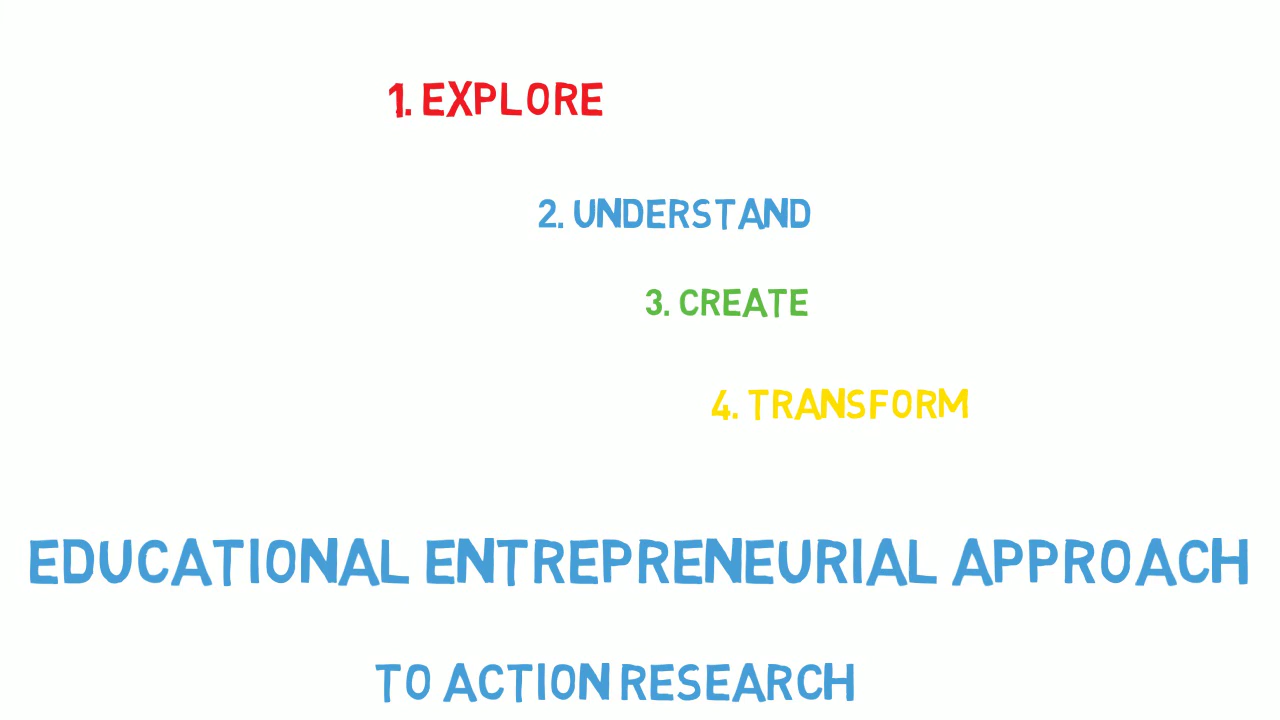 1. EXPLORE
2. UNDERSTAND
3. CREATE
4. TRANSFORM
EDUCATIONAL ENTREPRENEURIAL APPROACH
TO ACTION RESEARCH